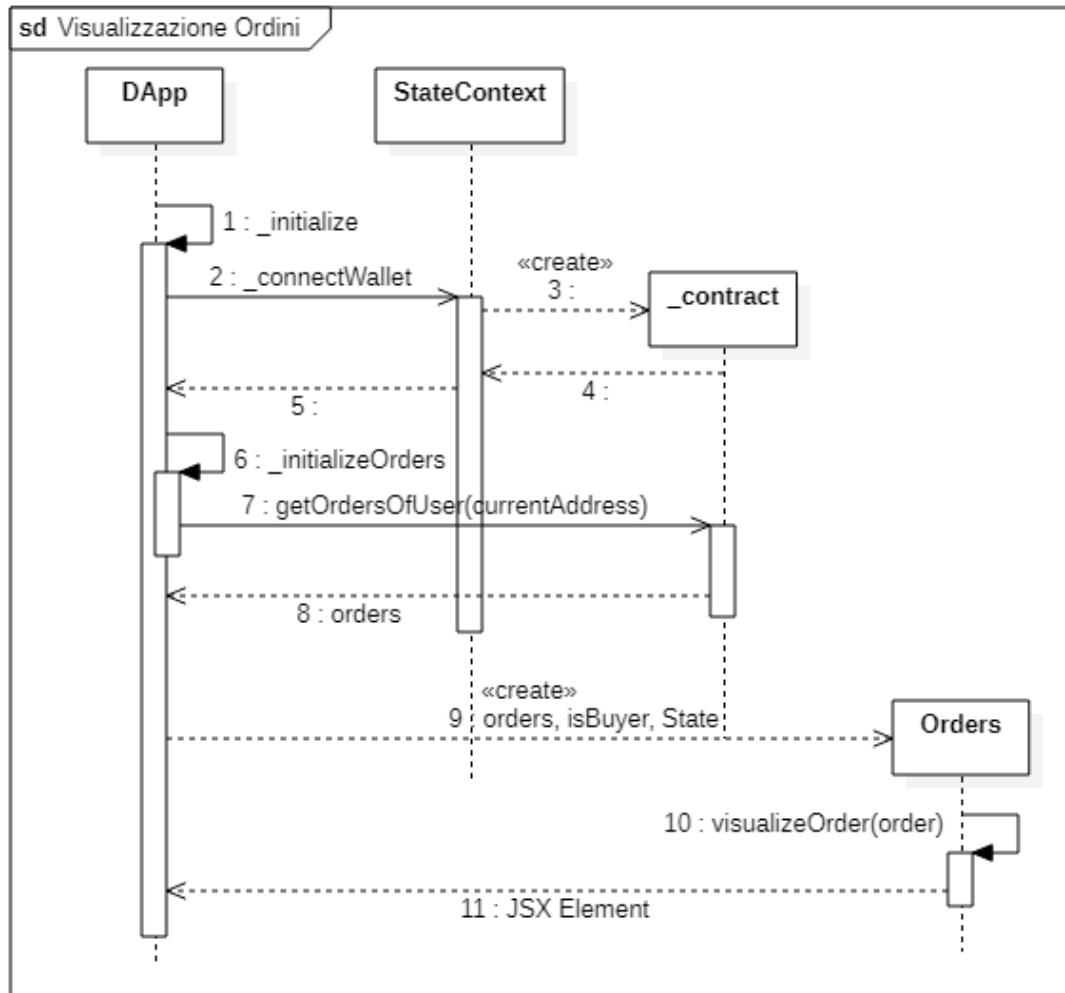 sd Visualizzazione Ordini
DApp
StateContext
1 : _initialize
2 : _connectWallet
«create»
3 :
_contract
4 :
5 :
6 : _initializeOrders
7 : getOrdersOfUser(currentAddress)
8 : orders
«create»
9 : orders, isBuyer, State
Orders
10 : visualizeOrder(order)
11 : JSX Element